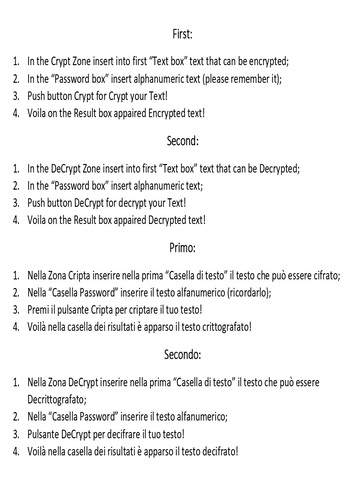 First:
1. In the Crypt Zone insert into first “Text box” text that can be encrypted;
2. In the “Password box” insert alphanumeric text (please remember it);
3. Push button Crypt for Crypt your Text!
4. Voila on the Result box appaired Encrypted text!
Second:
1. In the DeCrypt Zone insert into first “Text box” text that can be Decrypted;
2. In the “Password box” insert alphanumeric text;
3. Push button DeCrypt for decrypt your Text!
4. Voila on the Result box appaired Decrypted text!
Primo:
1. Nella Zona Cripta inserire nella prima “Casella di testo” il testo che può essere cifrato;
2. Nella “Casella Password” inserire il testo alfanumerico (ricordarlo);
3. Premi il pulsante Cripta per criptare il tuo testo!
4. Voilà nella casella dei risultati è apparso il testo crittografato!
Secondo:
1. Nella Zona DeCrypt inserire nella prima “Casella di testo” il testo che può essere
Decrittografato;
2. Nella “Casella Password” inserire il testo alfanumerico;
3. Pulsante DeCrypt per decifrare il tuo testo!
4. Voilà nella casella dei risultati è apparso il testo decifrato!